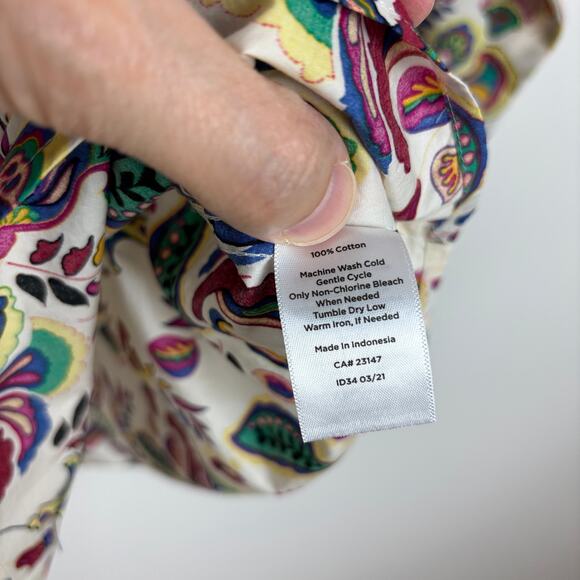 100% Cotton
Machine Wash Cold
Gentle Cycle
Only Non-Chlorine Bleach
When Needed
Tumble Dry Low
Warm Iron, If Needed
Made in Indonesia
CA# 23147
ID34 03/21